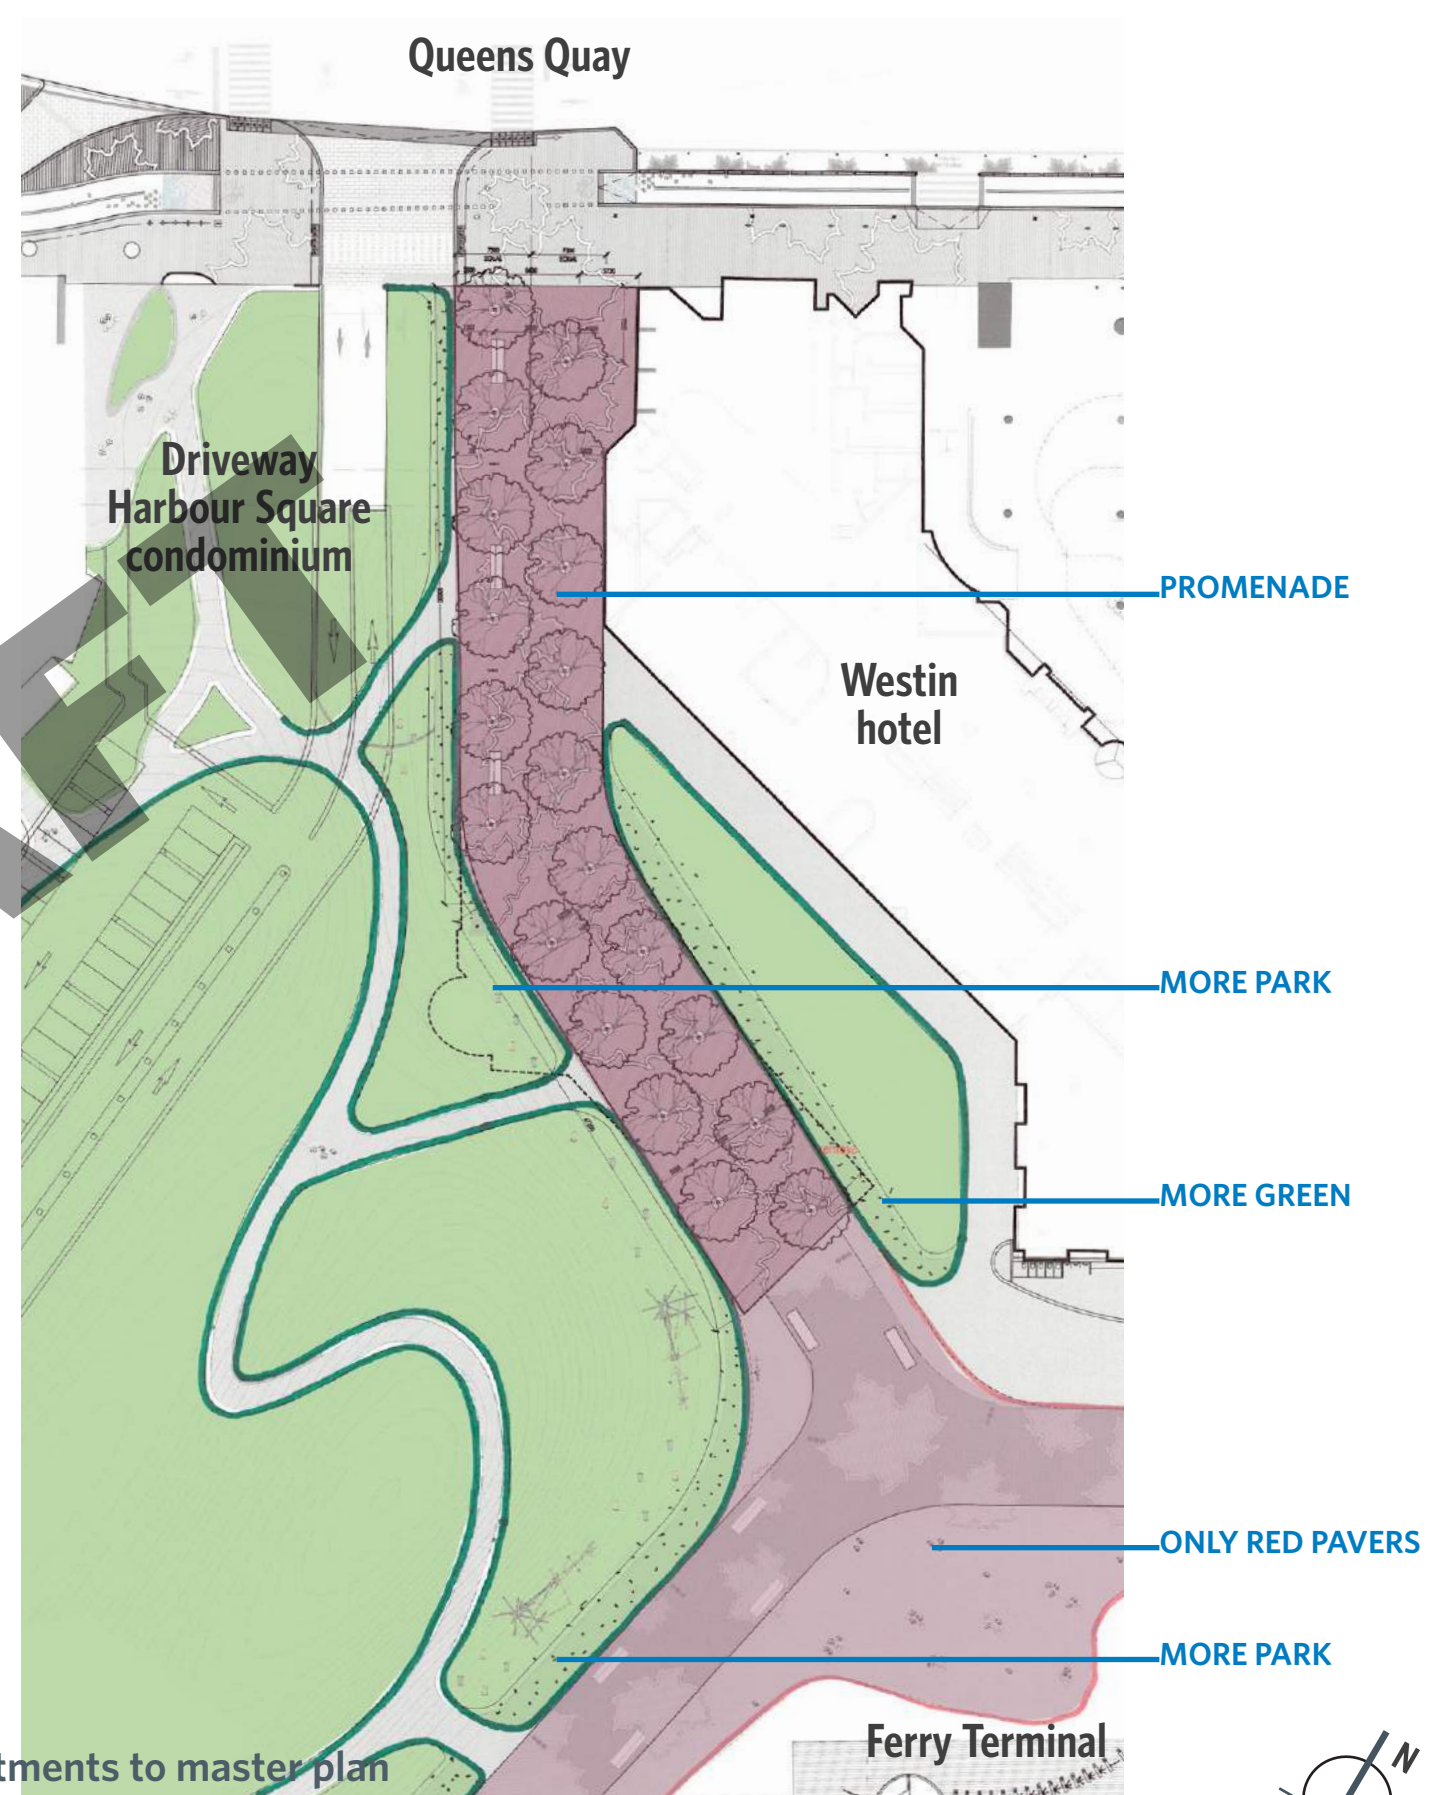 Queens Quay
Driveway
Harbour Square
condominium
PROMENADE
Westin
hotel
MORE PARK
MORE GREEN
ONLY RED PAVERS
MORE PARK
Ferry Terminal
tments to master plan
N